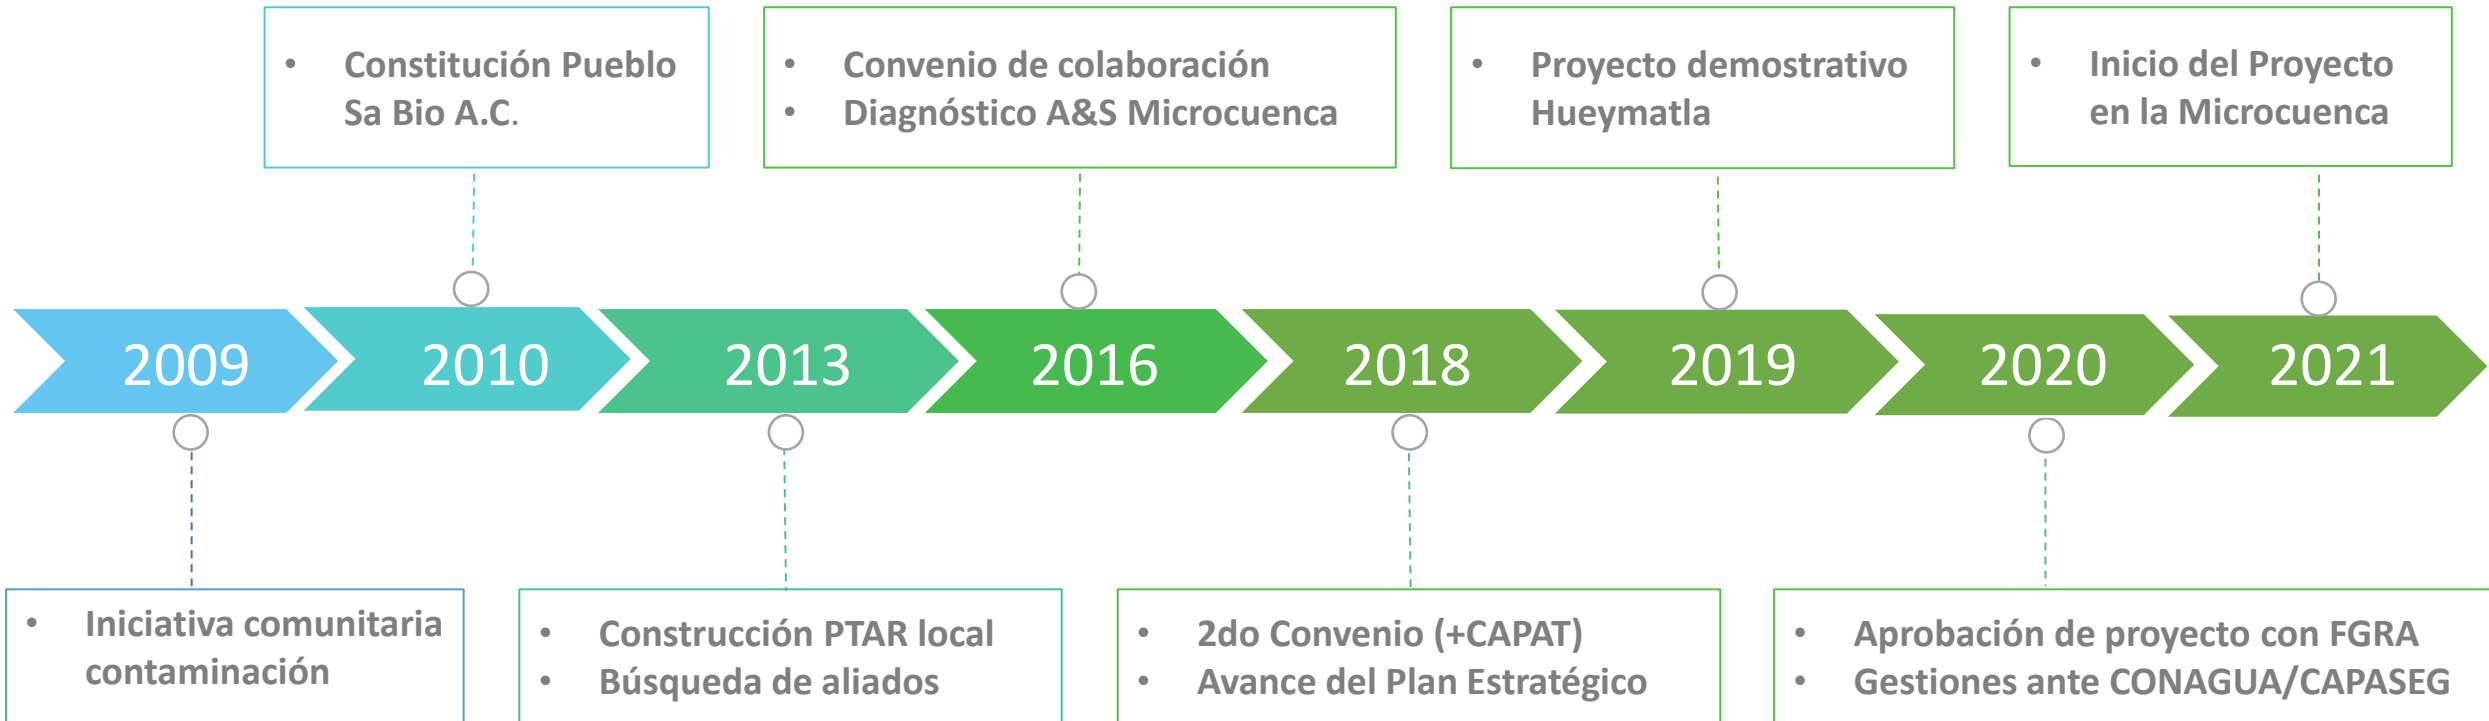 • Constitución Pueblo
Sa Bio A.C.
• Convenio de colaboración
• Diagnóstico A&S Microcuenca
• Proyecto demostrativo
Hueymatla
• Inicio del Proyecto
en la Microcuenca
2009
2010
2013
2016
2018
2019
2020
2021
• Iniciativa comunitaria
contaminación
• Construcción PTAR local
• Búsqueda de aliados
• 2do Convenio (+CAPAT)
• Avance del Plan Estratégico
• Aprobación de proyecto con FGRA
• Gestiones ante CONAGUA/CAPASEG